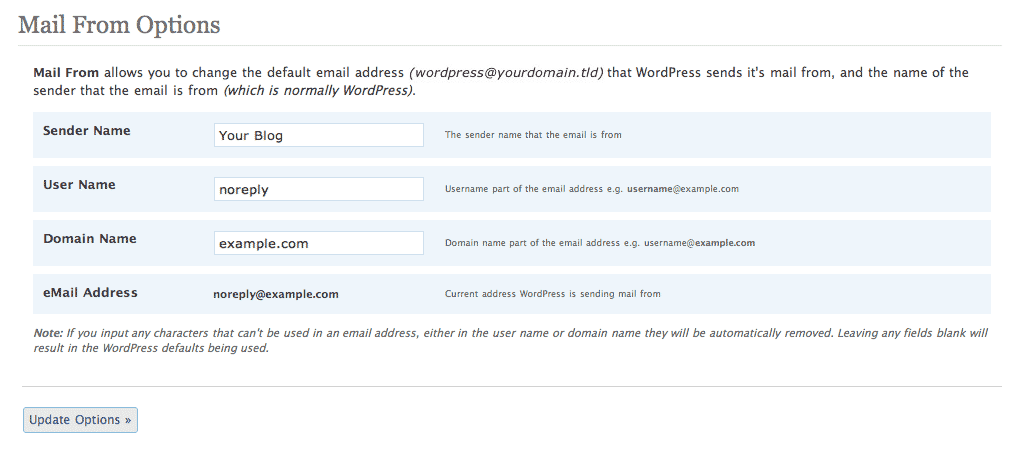 Mail From Options
Mail From allows you to change the default email address (wordpress@yourdomain.tld) that WordPress sends it's mail from, and the name of the
sender that the email is from (which is normally WordPress).
Sender Name Your Blog The sender name that the email is from
User Name noreply Username part of the email address e.g. username@example.com
Domain Name example.com Domain name part of the email address e.g. username@example.com
eMail Address noreply@example.com Current address WordPress is sending mail from
Note: If you input any characters that can't be used in an email address, either in the user name or domain name they will be automatically removed. Leaving any fields blank will
result in the WordPress defaults being used.
Update Options »